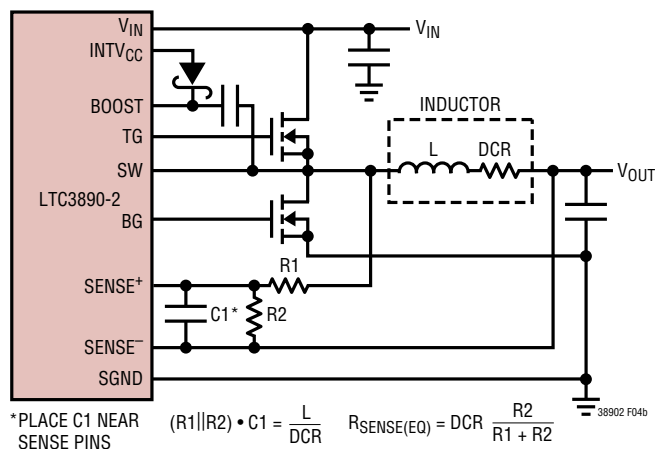 VIN
INTVCC
BOOST
TG
SW
LTC3890-2
BG
SENSE+
SENSE–
SGND
VIN
INDUCTOR
L
DCR
VOUT
R1
C1*
R2
*PLACE C1 NEAR
SENSE PINS
(R1||R2) • C1 = L/DCR
RSENSE(EQ) = DCR R2/(R1 + R2)
38902 F04b